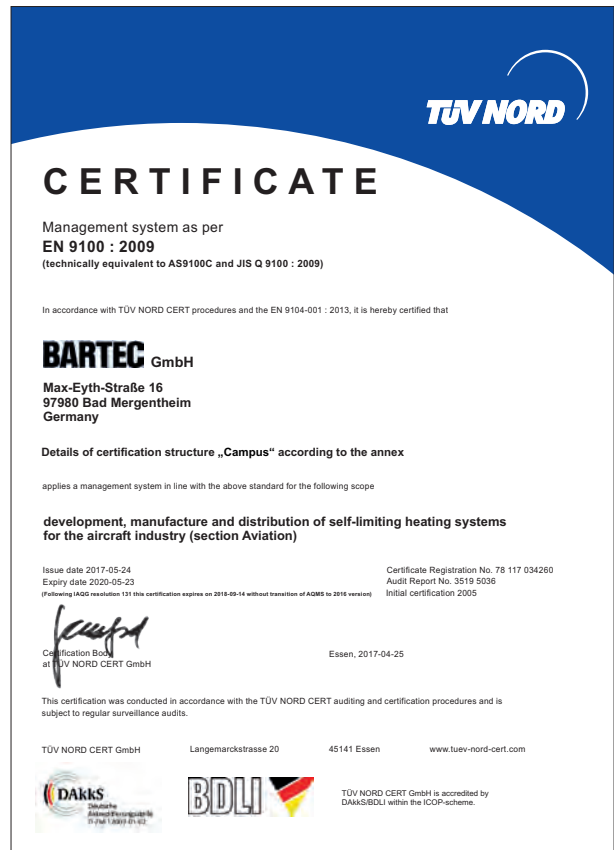 TÜV NORD
CERTIFICATE
Management system as per
EN 9100 : 2009
(technically equivalent to AS9100C and JIS Q 9100 : 2009)
In accordance with TÜV NORD CERT procedures and the EN 9104-001 : 2013, it is hereby certified that
BARTEC GmbH
Max-Eyth-Straße 16
97980 Bad Mergentheim
Germany
Details of certification structure „Campus“ according to the annex
applies a management system in line with the above standard for the following scope
development, manufacture and distribution of self-limiting heating systems
for the aircraft industry (section Aviation)
Issue date 2017-05-24
Expiry date 2020-05-23
(Following IAQG resolution 131 this certification expires on 2018-09-14 without transition of AQMS to 2016 version)
Certificate Registration No. 78 117 034260
Audit Report No. 3519 5036
Initial certification 2005
Certification Body
at TÜV NORD CERT GmbH
Essen, 2017-04-25
This certification was conducted in accordance with the TÜV NORD CERT auditing and certification procedures and is
subject to regular surveillance audits.
TÜV NORD CERT GmbH Langemarckstrasse 20 45141 Essen www.tuev-nord-cert.com
DAkkS
Deutsche
Akkreditierungsstelle
BDLI
TÜV NORD CERT GmbH is accredited by
DAkkS/BDLI within the ICOP-scheme.